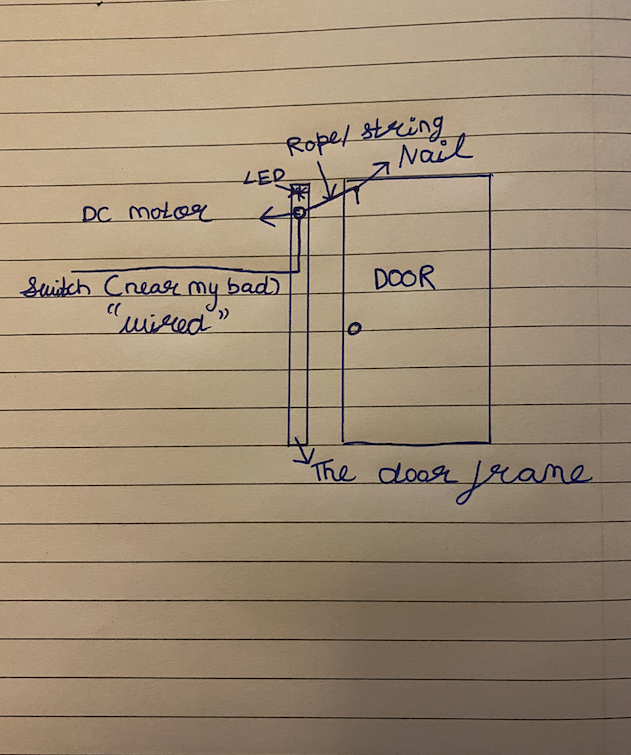 Rope/ string
Nail
LED
DC motor
Switch (near my bad)
"wired"
DOOR
The door frame